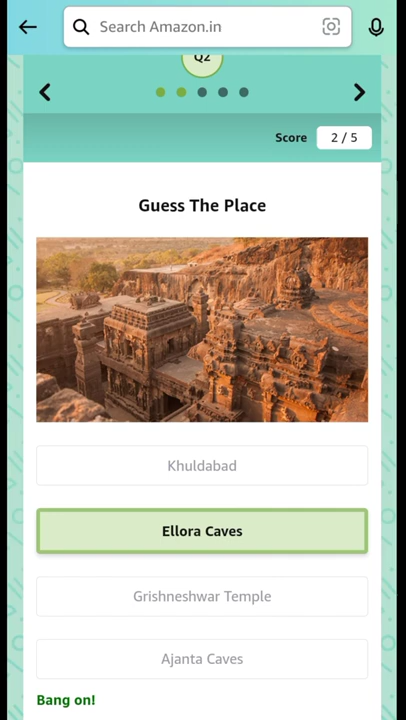 Search Amazon.in
Q2
Score 2 / 5
Guess The Place
Khuldabad
Ellora Caves
Grishneshwar Temple
Ajanta Caves
Bang on!